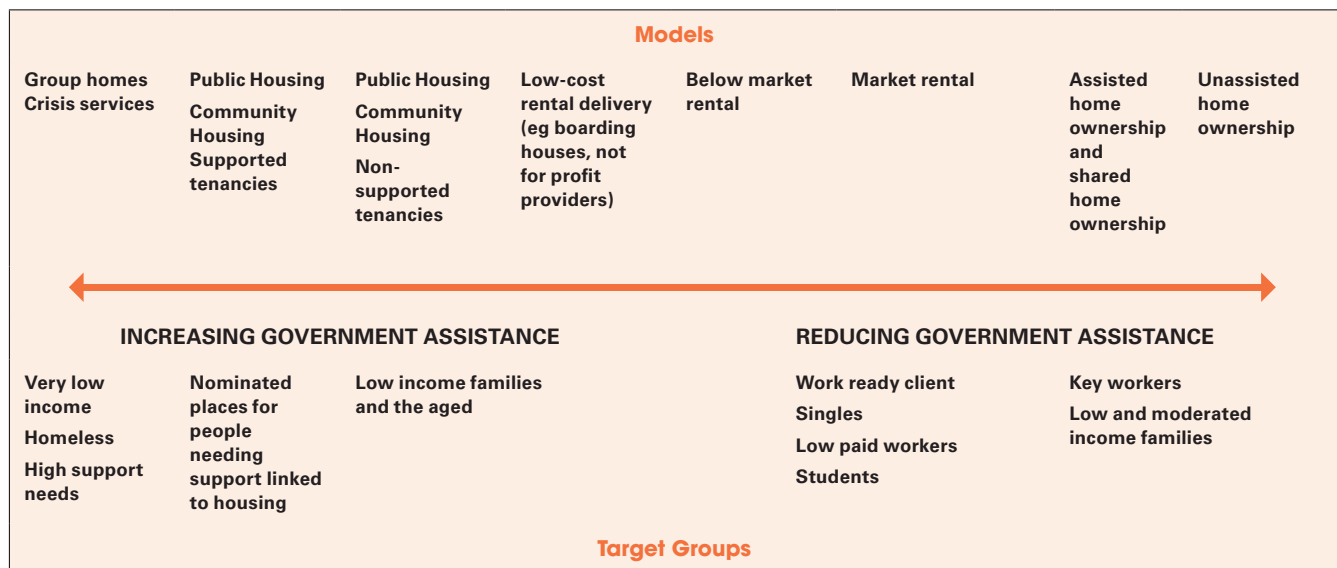 Models
Group homes
Crisis services
Public Housing
Community
Housing
Supported
tenancies
Public Housing
Community
Housing
Non-
supported
tenancies
Low-cost
rental delivery
(eg boarding
houses, not
for profit
providers)
Below market
rental
Market rental
Assisted
home
ownership
and
shared
home
ownership
Unassisted
home
ownership
INCREASING GOVERNMENT ASSISTANCE
REDUCING GOVERNMENT ASSISTANCE
Very low
income
Homeless
High support
needs
Nominated
places for
people
needing
support linked
to housing
Low income families
and the aged
Work ready client
Singles
Low paid workers
Students
Key workers
Low and moderated
income families
Target Groups